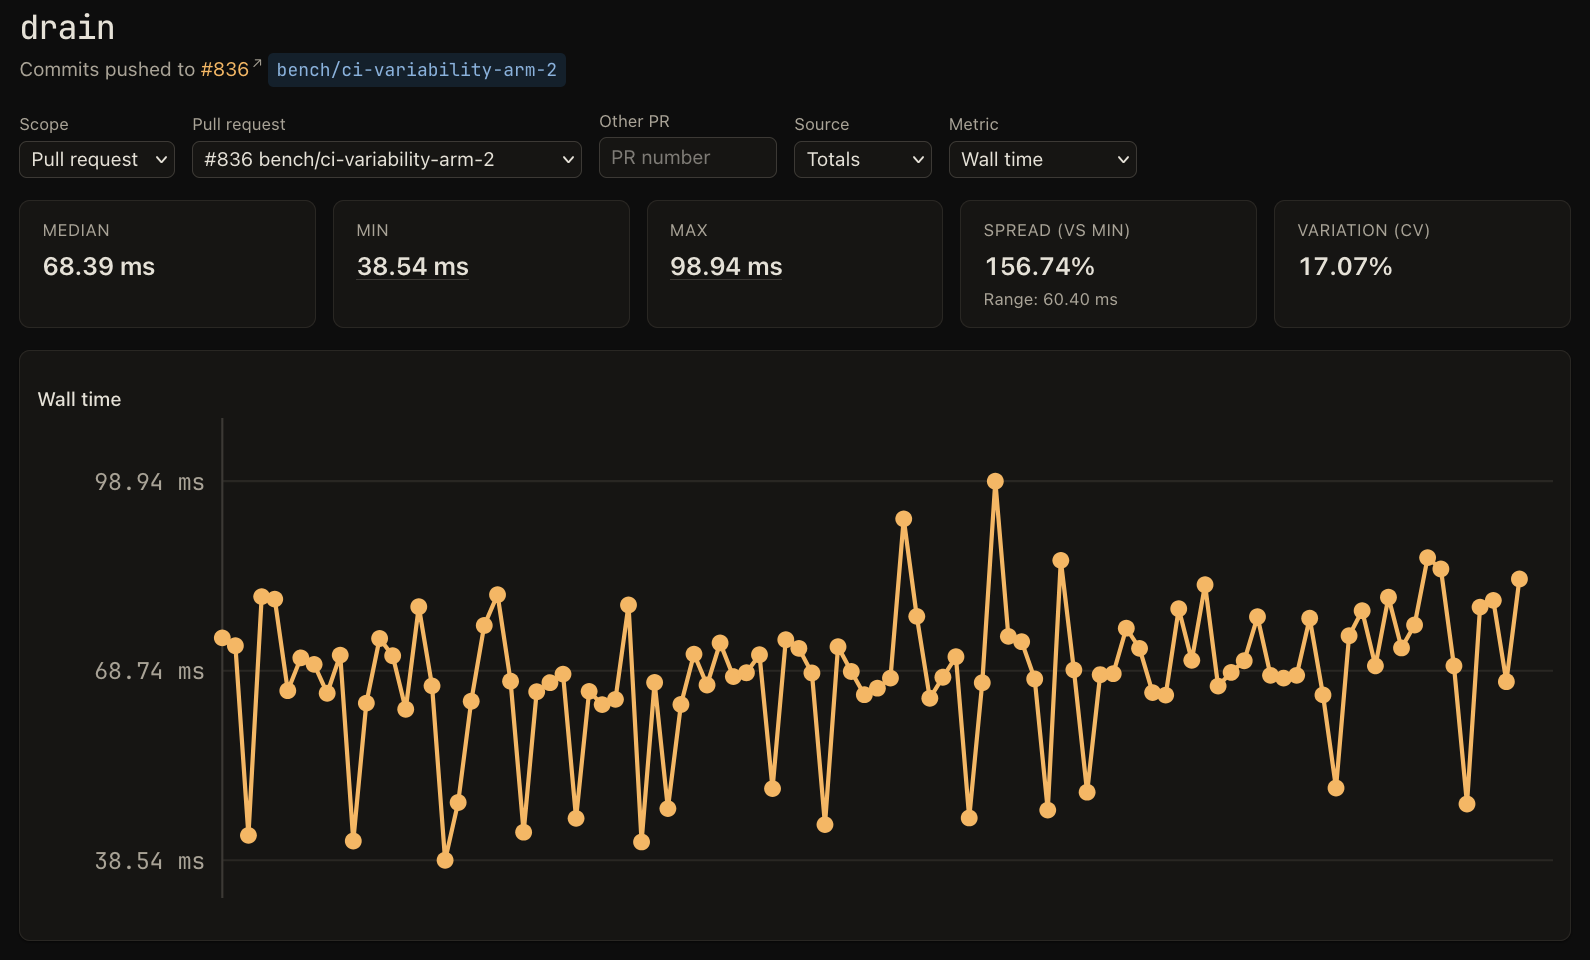 drain
Commits pushed to #836↗ bench/ci-variability-arm-2
Scope
Pull request
Pull request
#836 bench/ci-variability-arm-2
Other PR
PR number
Source
Totals
Metric
Wall time
MEDIAN
68.39 ms
MIN
38.54 ms
MAX
98.94 ms
SPREAD (VS MIN)
156.74%
Range: 60.40 ms
VARIATION (CV)
17.07%
Wall time
98.94 ms
68.74 ms
38.54 ms